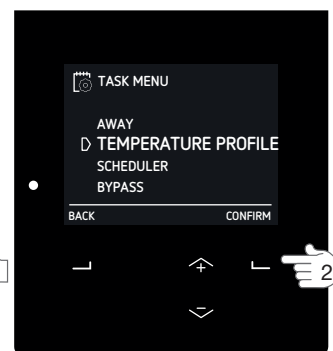 TASK MENU
AWAY
TEMPERATURE PROFILE
SCHEDULER
BYPASS
BACK CONFIRM
2